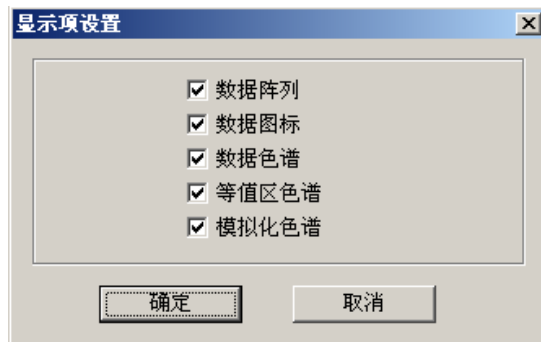 显示项设置
数据阵列
数据图标
数据色谱
等值区色谱
模拟化色谱
确定 取消